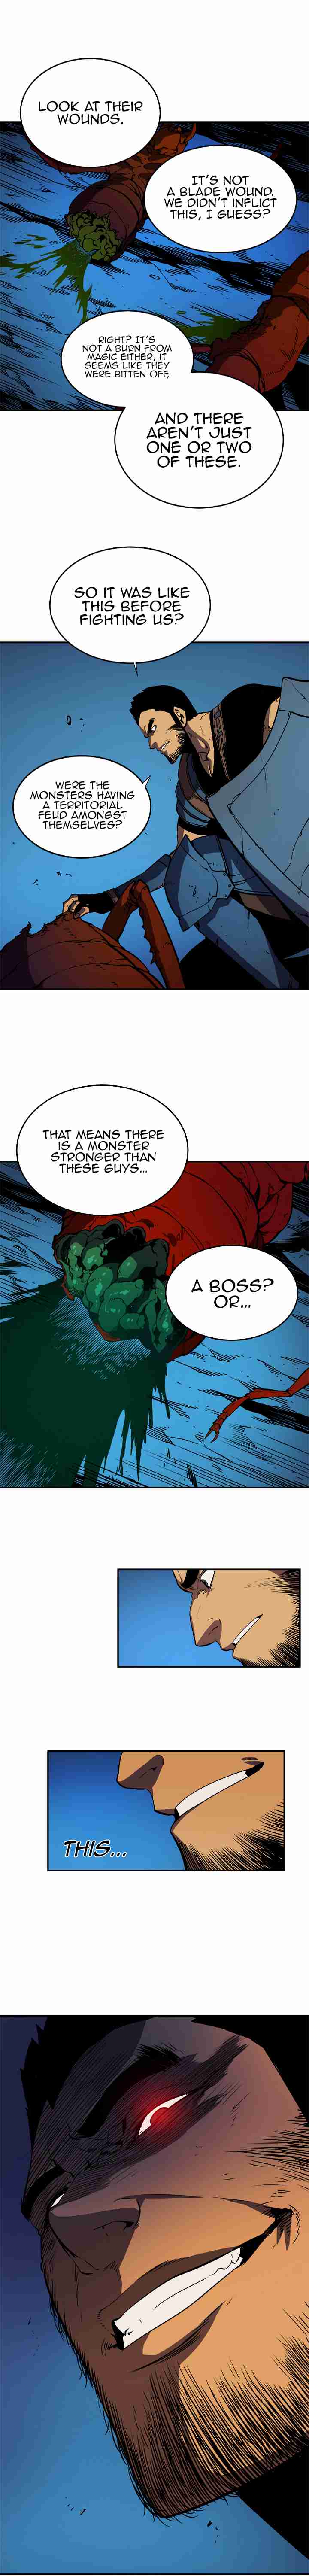 LOOK AT THEIR
WOUNDS.
IT'S NOT
A BLADE WOUND.
WE DIDN'T INFLICT
THIS, I GUESS?
RIGHT? IT'S
NOT A BURN FROM
MAGIC EITHER, IT
SEEMS LIKE THEY
WERE BITTEN OFF,
AND THERE
AREN'T JUST
ONE OR TWO
OF THESE.
SO IT WAS LIKE
THIS BEFORE
FIGHTING US?
WERE THE
MONSTERS HAVING
A TERRITORIAL
FEUD AMONGST
THEMSELVES?
THAT MEANS THERE
IS A MONSTER
STRONGER THAN
THESE GUYS...
A BOSS?
OR...
THIS...